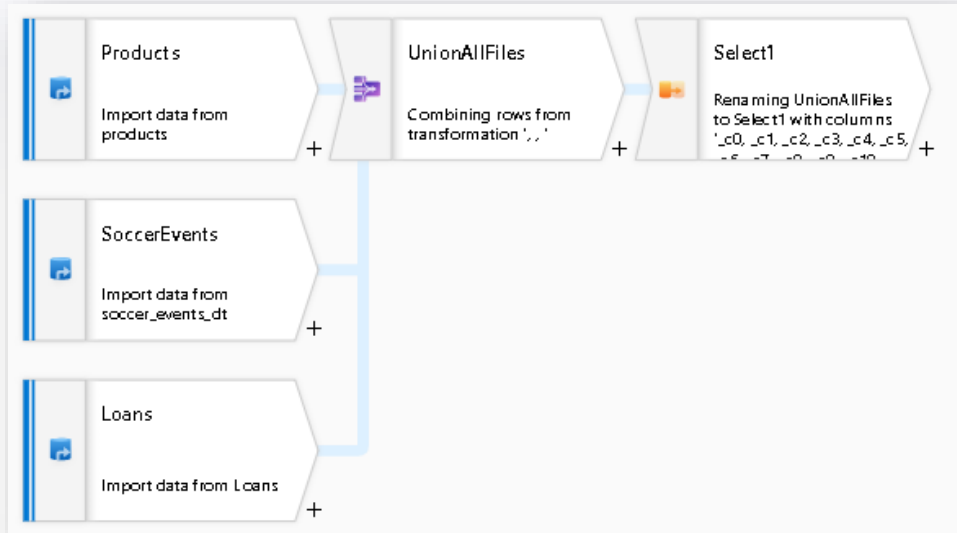 Products
Import data from
products
+
UnionAllFiles
Combining rows from
transformation ', , '
+
Select1
Renaming UnionAllFiles
to Select1 with columns
'_c0, _c1, _c2, _c3, _c4, _c5,
+
SoccerEvents
Import data from
soccer_events_dt
+
Loans
Import data from Loans
+